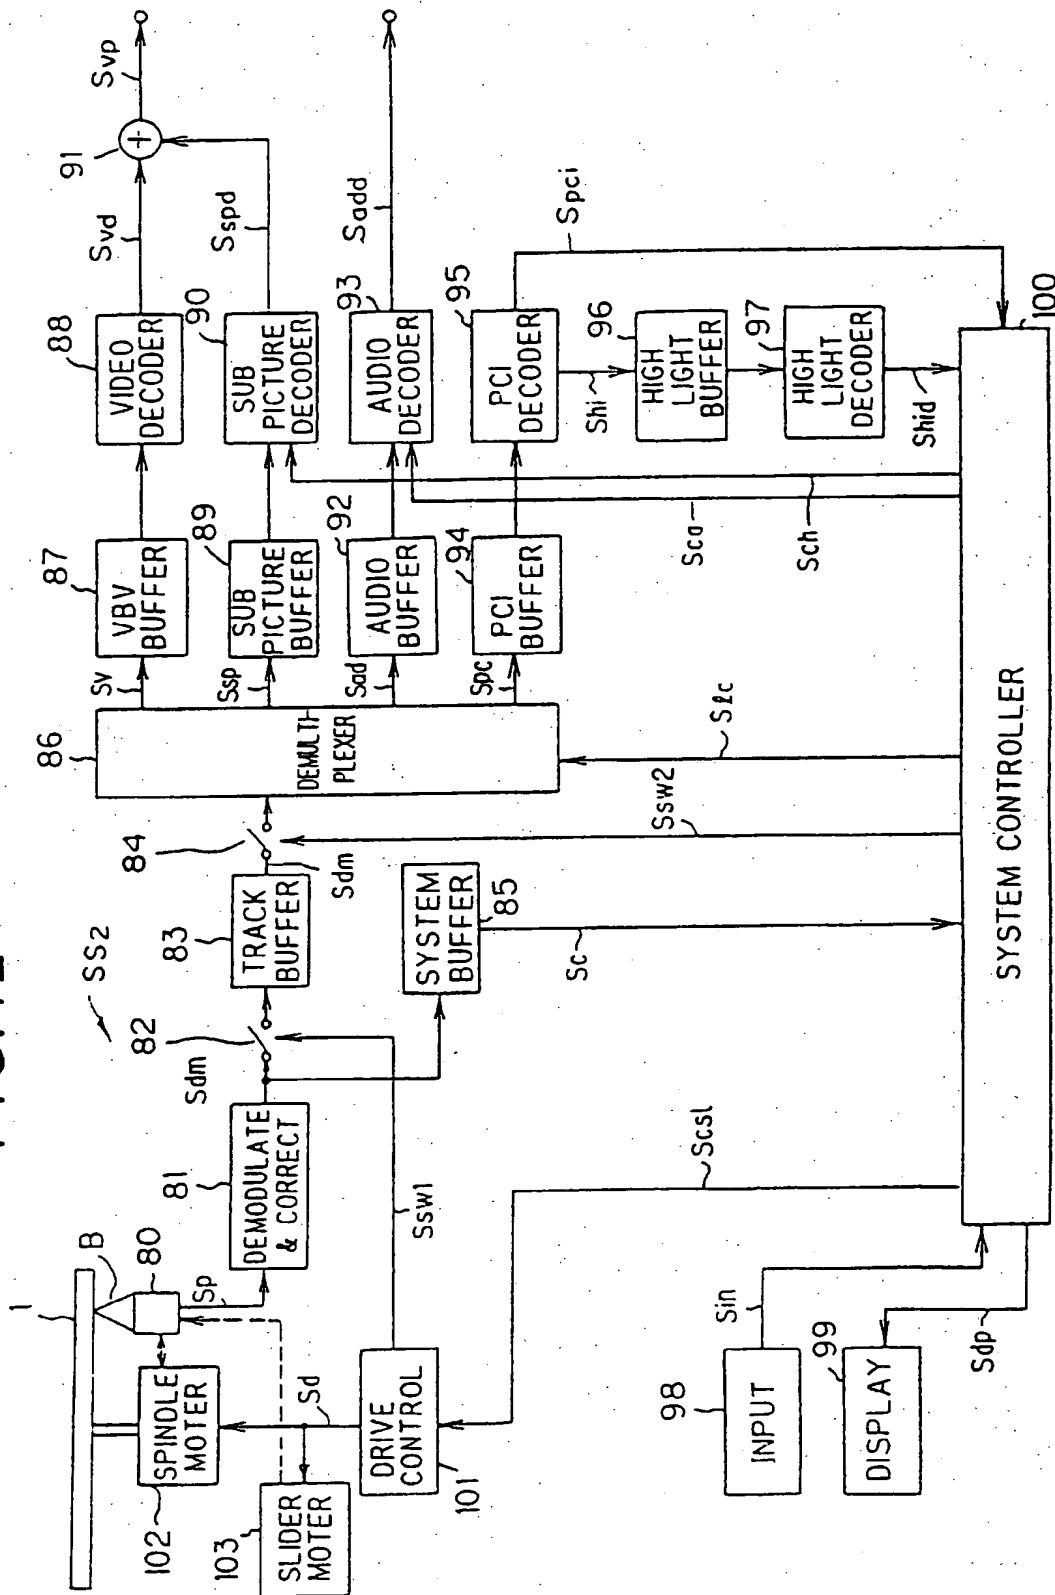 Svp
91
Svd
Sspd
Sadd
Spci
88
VIDEO
DECODER
90
SUB
PICTURE
DECODER
93
AUDIO
DECODER
95
PCI
DECODER
Shi
96
HIGH
LIGHT
BUFFER
97
HIGH
LIGHT
DECODER
Shid
100
87
VBV
BUFFER
89
SUB
PICTURE
BUFFER
92
AUDIO
BUFFER
94
PCI
BUFFER
Sca
Sch
Sv
Ssp
Sad
Spc
86
DEMULTI-
PLEXER
Slc
Ssw2
84
Sdm
83
TRACK
BUFFER
SYSTEM
BUFFER
85
Sc
SS2
82
Sdm
81
DEMODULATE
& CORRECT
Ssw1
Scsl
SYSTEM CONTROLLER
1
B
80
Sp
SPINDLE
MOTER
102
Sd
103
SLIDER
MOTER
DRIVE
CONTROL
101
98
INPUT
Sin
99
DISPLAY
Sdp